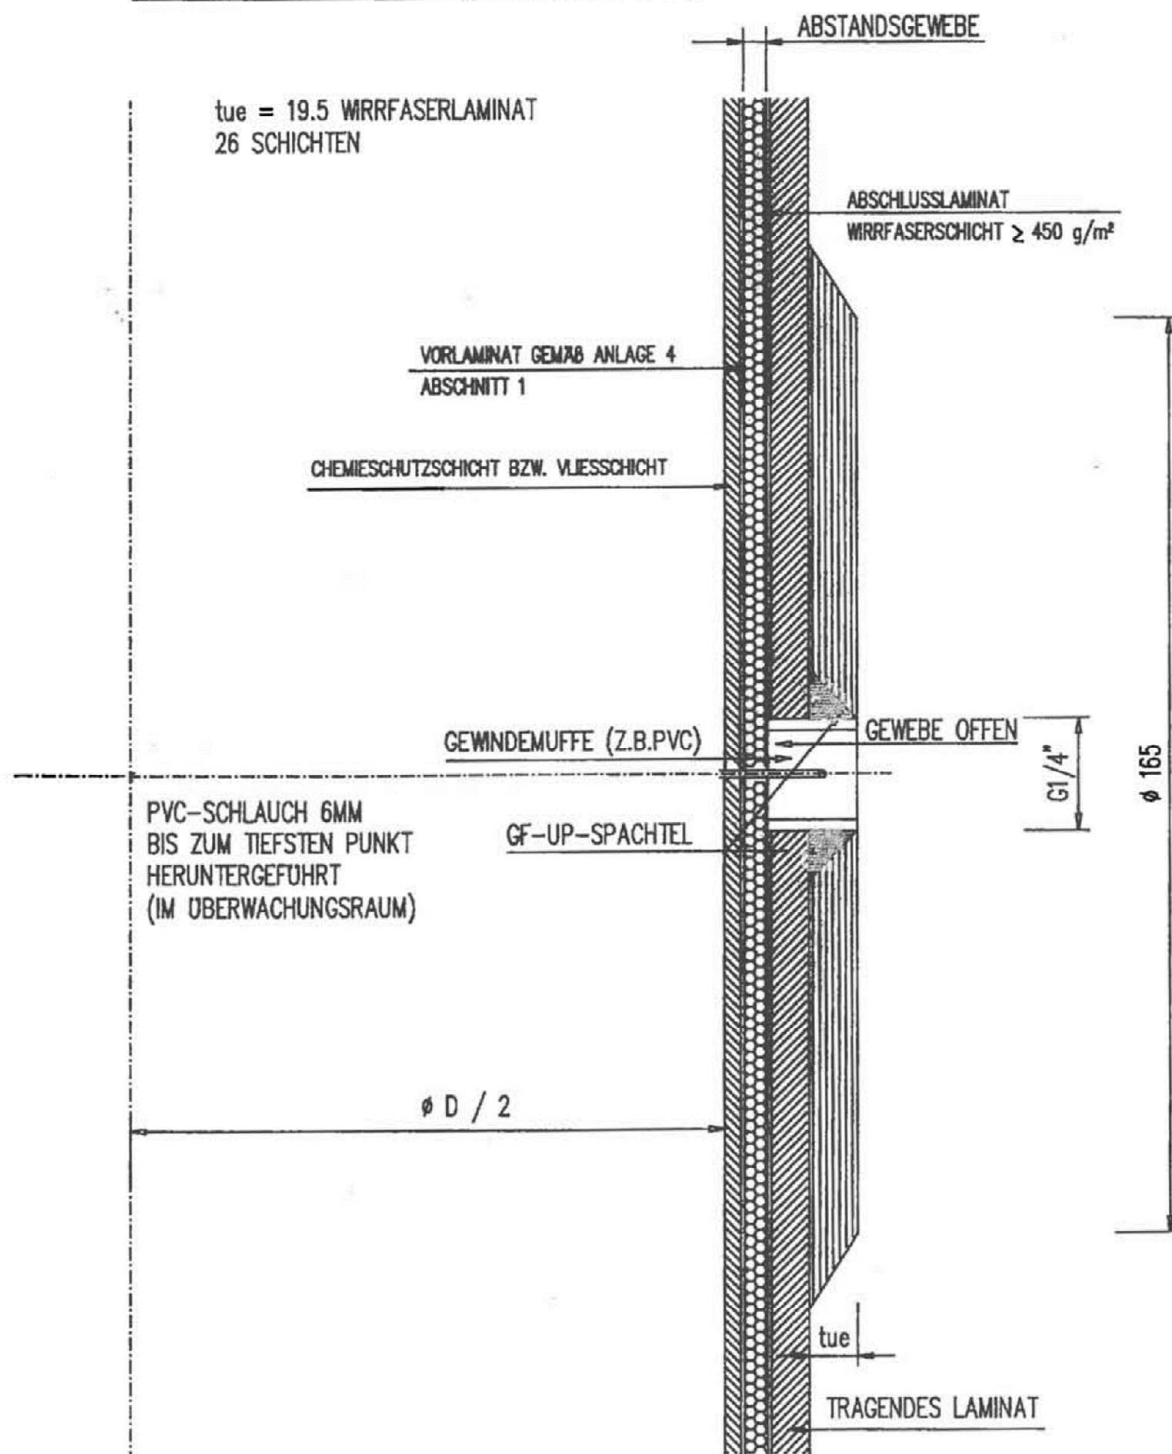 ABSTANDSGEWEBE
tue = 19.5 WIRRFASERLAMINAT
26 SCHICHTEN
ABSCHLUSSLAMINAT
WIRRFASERSCHICHT ≥ 450 g/m²
VORLAMINAT GEMÄß ANLAGE 4
ABSCHNITT 1
CHEMIESCHUTZSCHICHT BZW. VLIESSCHICHT
GEWINDEMUFFE (Z.B.PVC)
GEWEBE OFFEN
G1/4"
ø 165
PVC-SCHLAUCH 6MM
BIS ZUM TIEFSTEN PUNKT
HERUNTERGEFÜHRT
(IM ÜBERWACHUNGSRAUM)
GF-UP-SPACHTEL
ø D / 2
tue
TRAGENDES LAMINAT